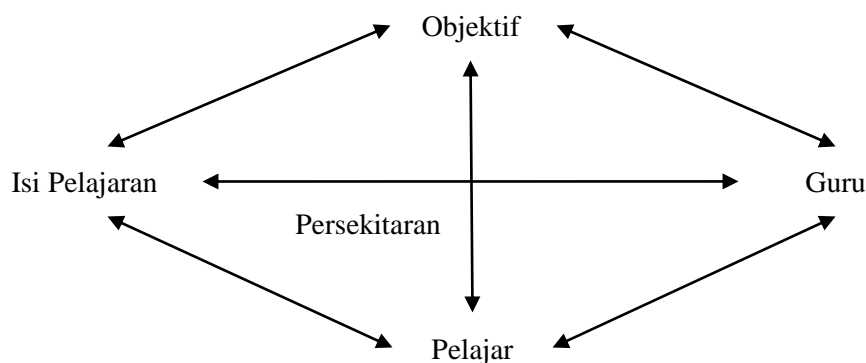 Objektif
Isi Pelajaran
Guru
Persekitaran
Pelajar